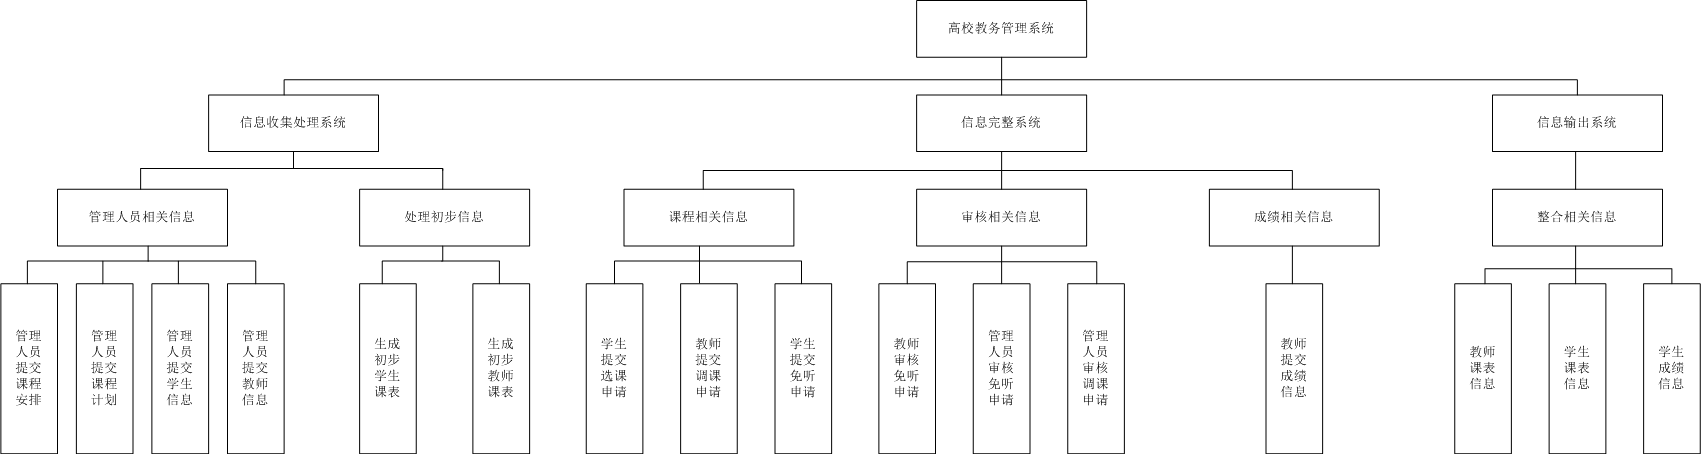 高校教务管理系统
信息收集处理系统
信息完整系统
信息输出系统
管理人员相关信息
处理初步信息
课程相关信息
审核相关信息
成绩相关信息
整合相关信息
管理
人员
提交
课程
安排
管理
人员
提交
课程
计划
管理
人员
提交
学生
信息
管理
人员
提交
教师
信息
生成
初步
学生
课表
生成
初步
教师
课表
学生
提交
选课
申请
教师
提交
调课
申请
学生
提交
免听
申请
教师
审核
免听
申请
管理
人员
审核
免听
申请
管理
人员
审核
调课
申请
教师
提交
成绩
信息
教师
课表
信息
学生
课表
信息
学生
成绩
信息